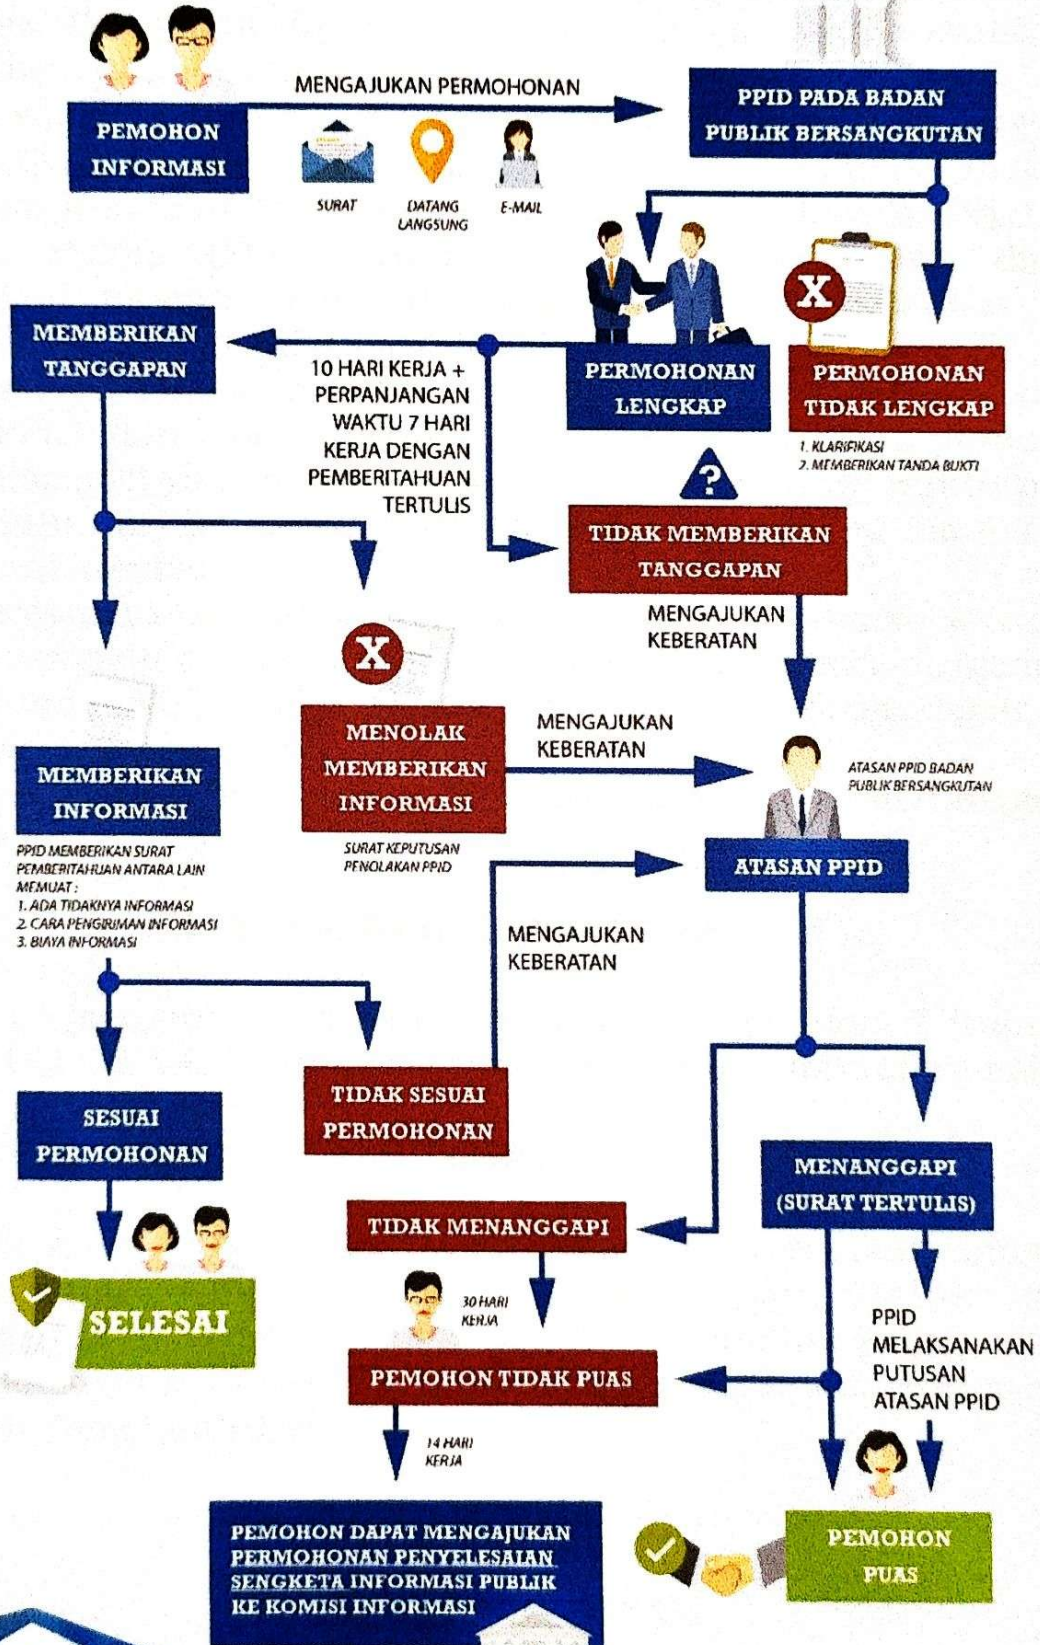 PEMOHON
INFORMASI
MENGAJUKAN PERMOHONAN
SURAT
DATANG
LANGSUNG
E-MAIL
PPID PADA BADAN
PUBLIK BERSANGKUTAN
X
PERMOHONAN
LENGKAP
PERMOHONAN
TIDAK LENGKAP
1. KLARIFIKASI
2. MEMBERIKAN TANDA BUKTI
MEMBERIKAN
TANGGAPAN
10 HARI KERJA +
PERPANJANGAN
WAKTU 7 HARI
KERJA DENGAN
PEMBERITAHUAN
TERTULIS
?
TIDAK MEMBERIKAN
TANGGAPAN
MENGAJUKAN
KEBERATAN
X
MENOLAK
MEMBERIKAN
INFORMASI
SURAT KEPUTUSAN
PENOLAKAN PPID
MENGAJUKAN
KEBERATAN
ATASAN PPID BADAN
PUBLIK BERSANGKUTAN
ATASAN PPID
MEMBERIKAN
INFORMASI
PPID MEMBERIKAN SURAT
PEMBERITAHUAN ANTARA LAIN
MEMUAT :
1. ADA TIDAKNYA INFORMASI
2. CARA PENGIRIMAN INFORMASI
3. BIAYA INFORMASI
MENGAJUKAN
KEBERATAN
SESUAI
PERMOHONAN
TIDAK SESUAI
PERMOHONAN
SELESAI
TIDAK MENANGGAPI
MENANGGAPI
(SURAT TERTULIS)
30 HARI
KERJA
PEMOHON TIDAK PUAS
PPID
MELAKSANAKAN
PUTUSAN
ATASAN PPID
14 HARI
KERJA
PEMOHON DAPAT MENGAJUKAN
PERMOHONAN PENYELESAIAN
SENGKETA INFORMASI PUBLIK
KE KOMISI INFORMASI
PEMOHON
PUAS